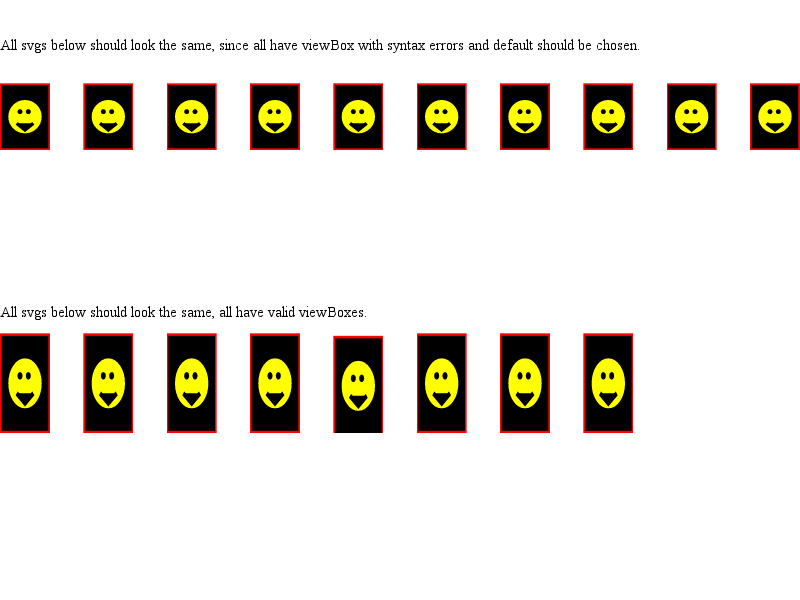 All svgs below should look the same, since all have viewBox with syntax errors and default should be chosen.
All svgs below should look the same, all have valid viewBoxes.